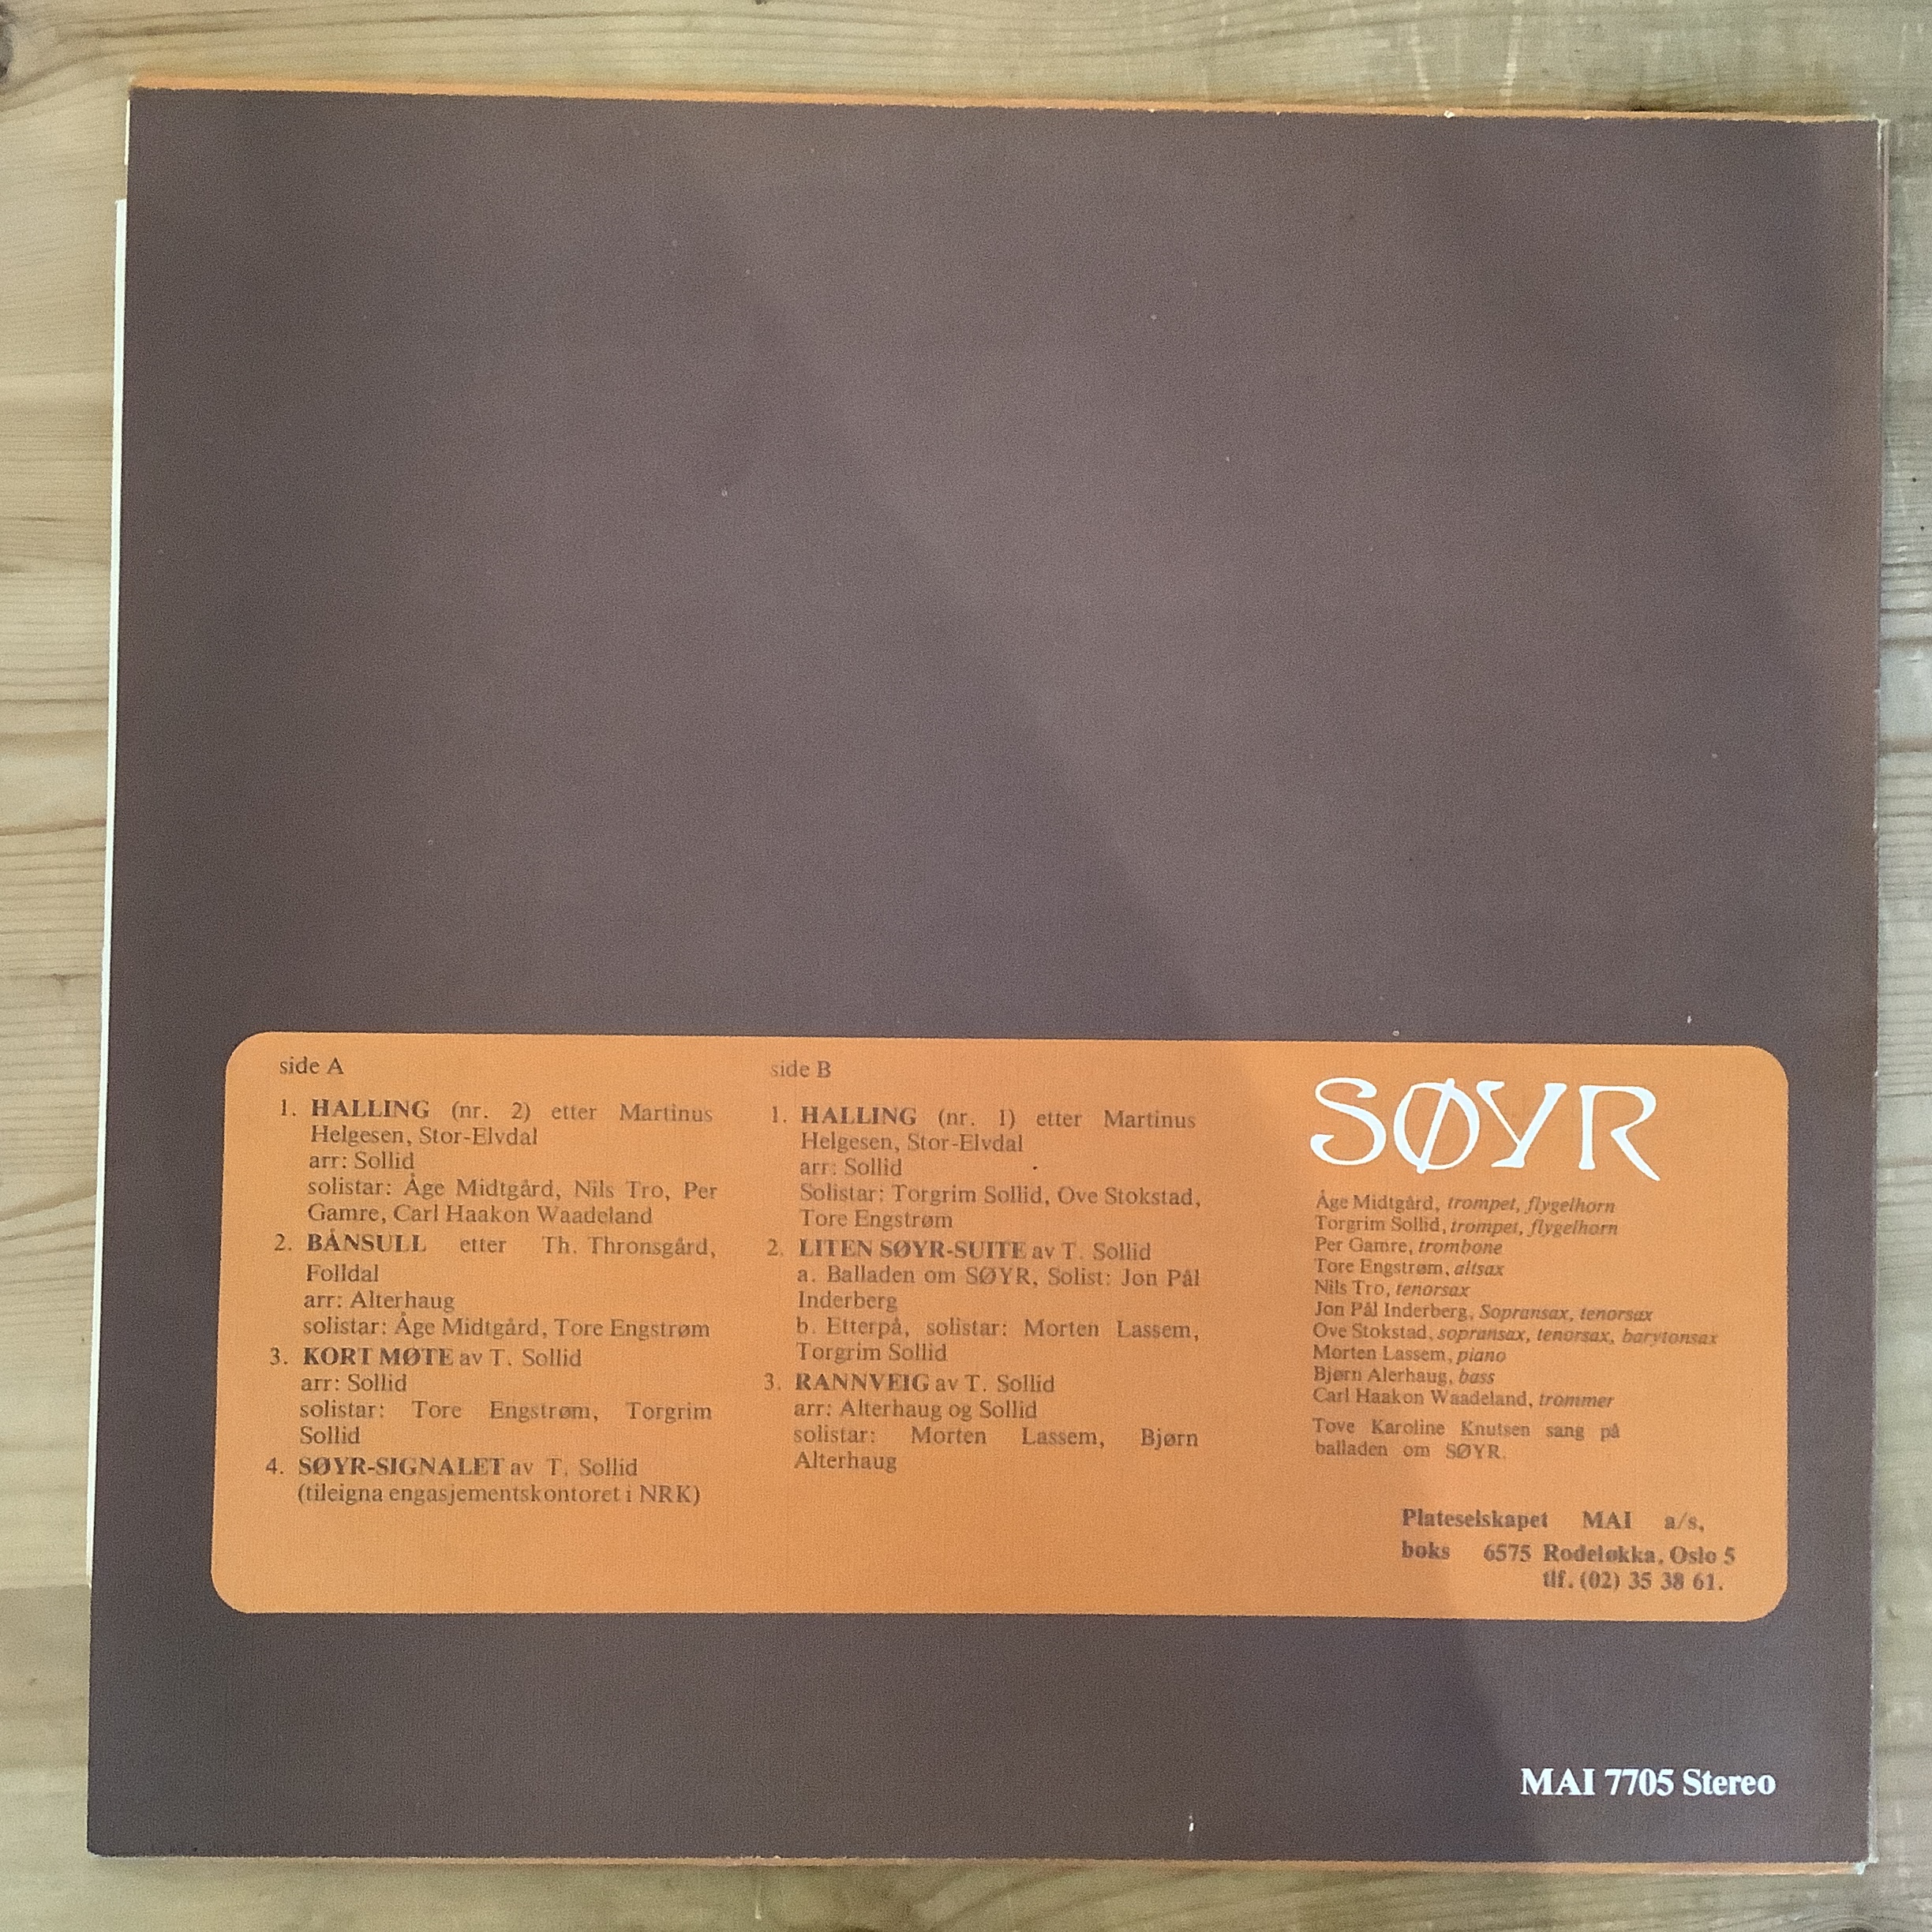 side A
1. HALLING (nr. 2) etter Martinus
Helgesen, Stor-Elvdal
arr: Sollid
solistar: Åge Midtgård, Nils Tro, Per
Gamre, Carl Haakon Waadeland
2. BÅNSULL etter Th. Thronsgård,
Folldal
arr: Alterhaug
solistar: Åge Midtgård, Tore Engstrøm
3. KORT MØTE av T. Sollid
arr: Sollid
solistar: Tore Engstrøm, Torgrim
Sollid
4. SØYR-SIGNALET av T. Sollid
(tileigna engasjementskontoret i NRK)
side B
1. HALLING (nr. 1) etter Martinus
Helgesen, Stor-Elvdal
arr: Sollid
Solistar: Torgrim Sollid, Ove Stokstad,
Tore Engstrøm
2. LITEN SØYR-SUITE av T. Sollid
a. Balladen om SØYR, Solist: Jon Pål
Inderberg
b. Etterpå, solistar: Morten Lassem,
Torgrim Sollid
3. RANNVEIG av T. Sollid
arr: Alterhaug og Sollid
solistar: Morten Lassem, Bjørn
Alterhaug
SØYR
Åge Midtgård, trompet, flygelhorn
Torgrim Sollid, trompet, flygelhorn
Per Gamre, trombone
Tore Engstrøm, altsax
Nils Tro, tenorsax
Jon Pål Inderberg, Sopransax, tenorsax
Ove Stokstad, sopransax, tenorsax, barytonsax
Morten Lassem, piano
Bjørn Alerhaug, bass
Carl Haakon Waadeland, trommer
Tove Karoline Knutsen sang på
balladen om SØYR.
Plateselskapet MAI a/s,
boks 6575 Rodeløkka, Oslo 5
tlf. (02) 35 38 61.
MAI 7705 Stereo